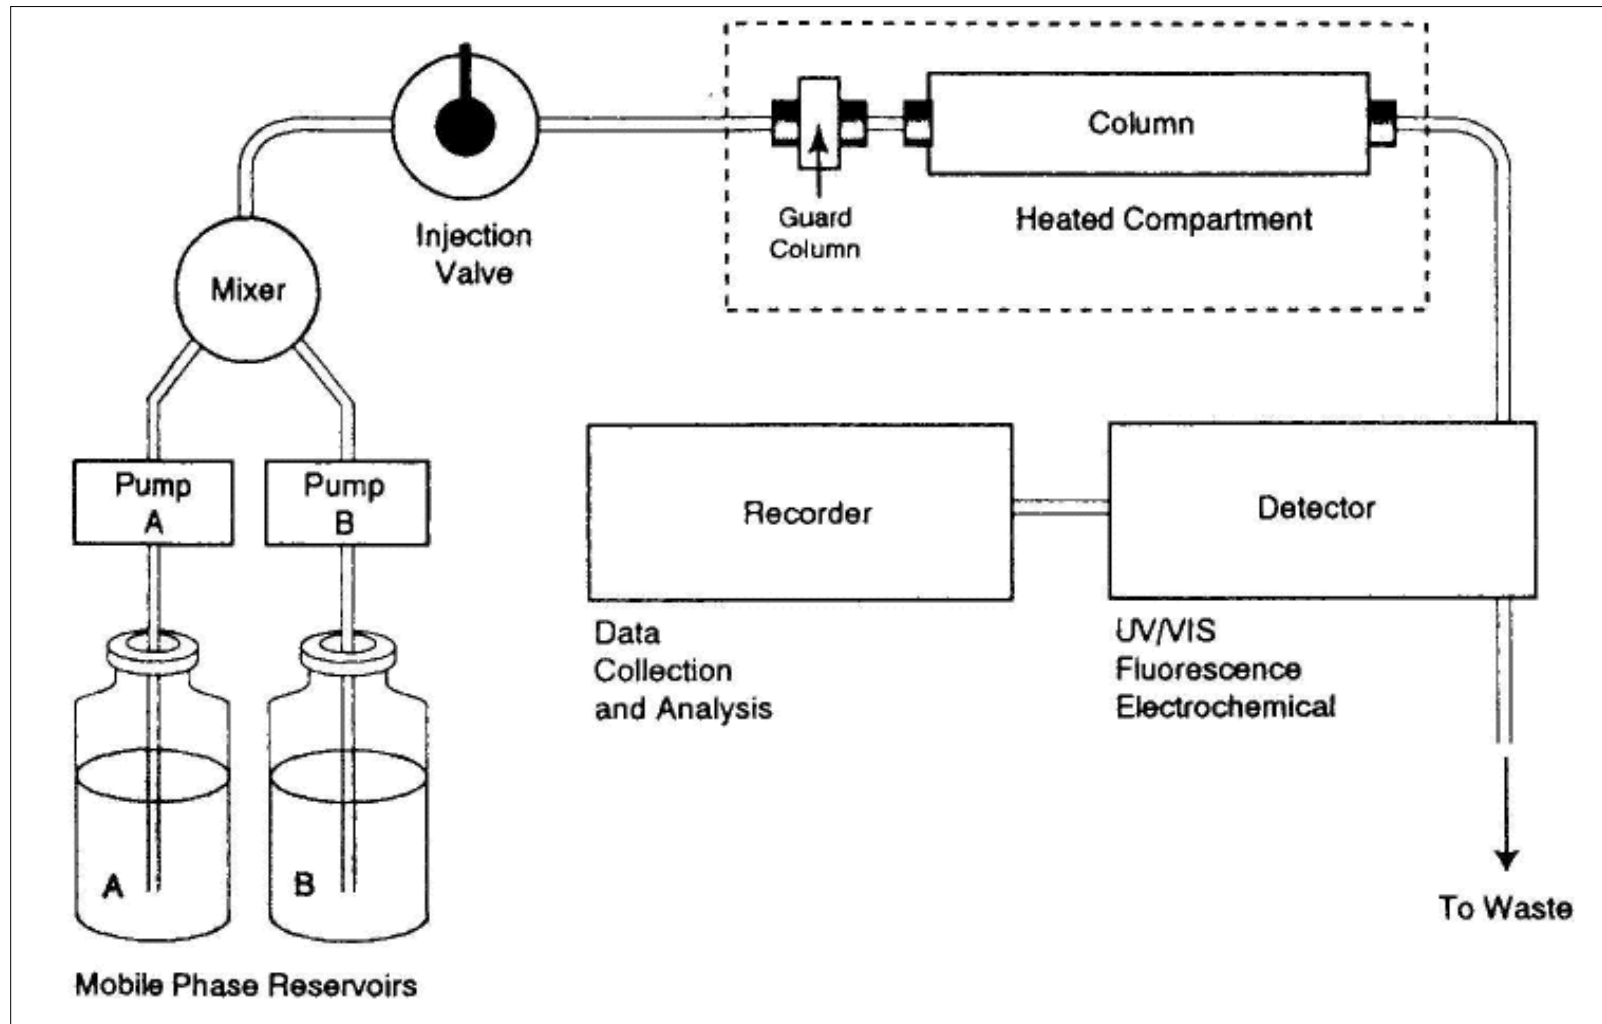 Injection
Valve
Mixer
Pump
A
Pump
B
A
B
Mobile Phase Reservoirs
Guard
Column
Column
Heated Compartment
Recorder
Data
Collection
and Analysis
Detector
UV/VIS
Fluorescence
Electrochemical
To Waste